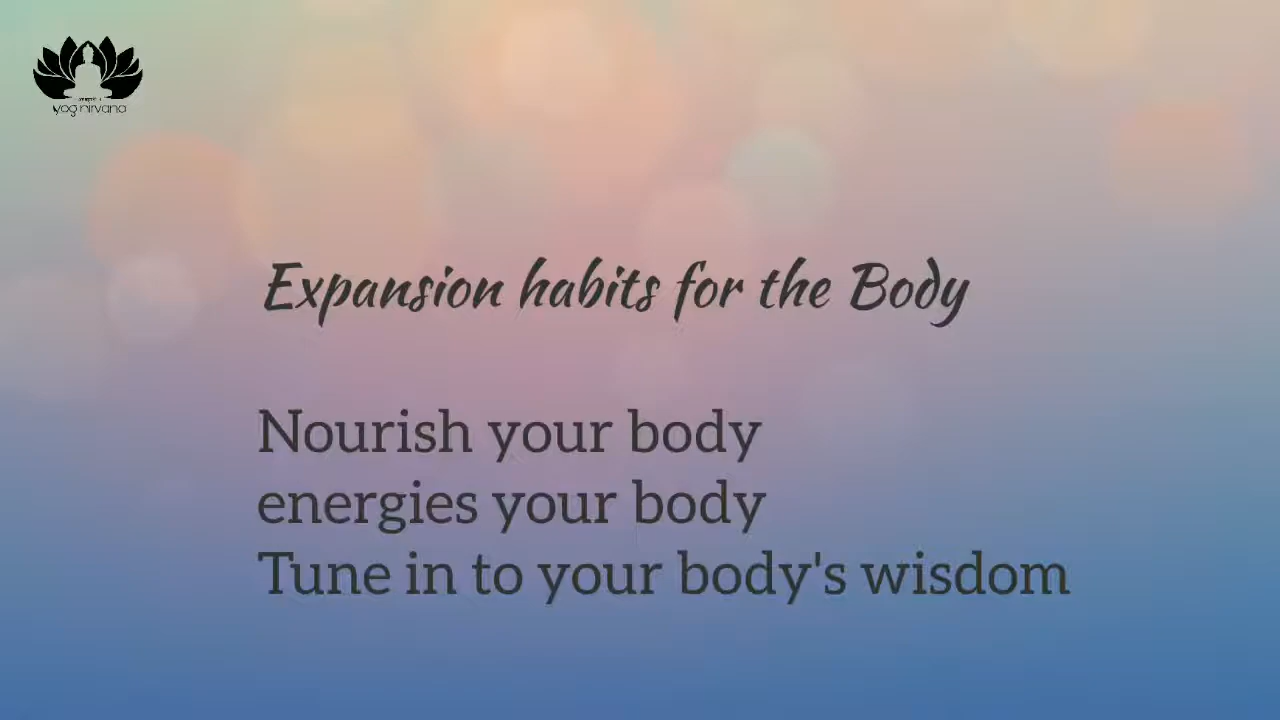 yog nirvana
Expansion habits for the Body
Nourish your body
energies your body
Tune in to your body's wisdom